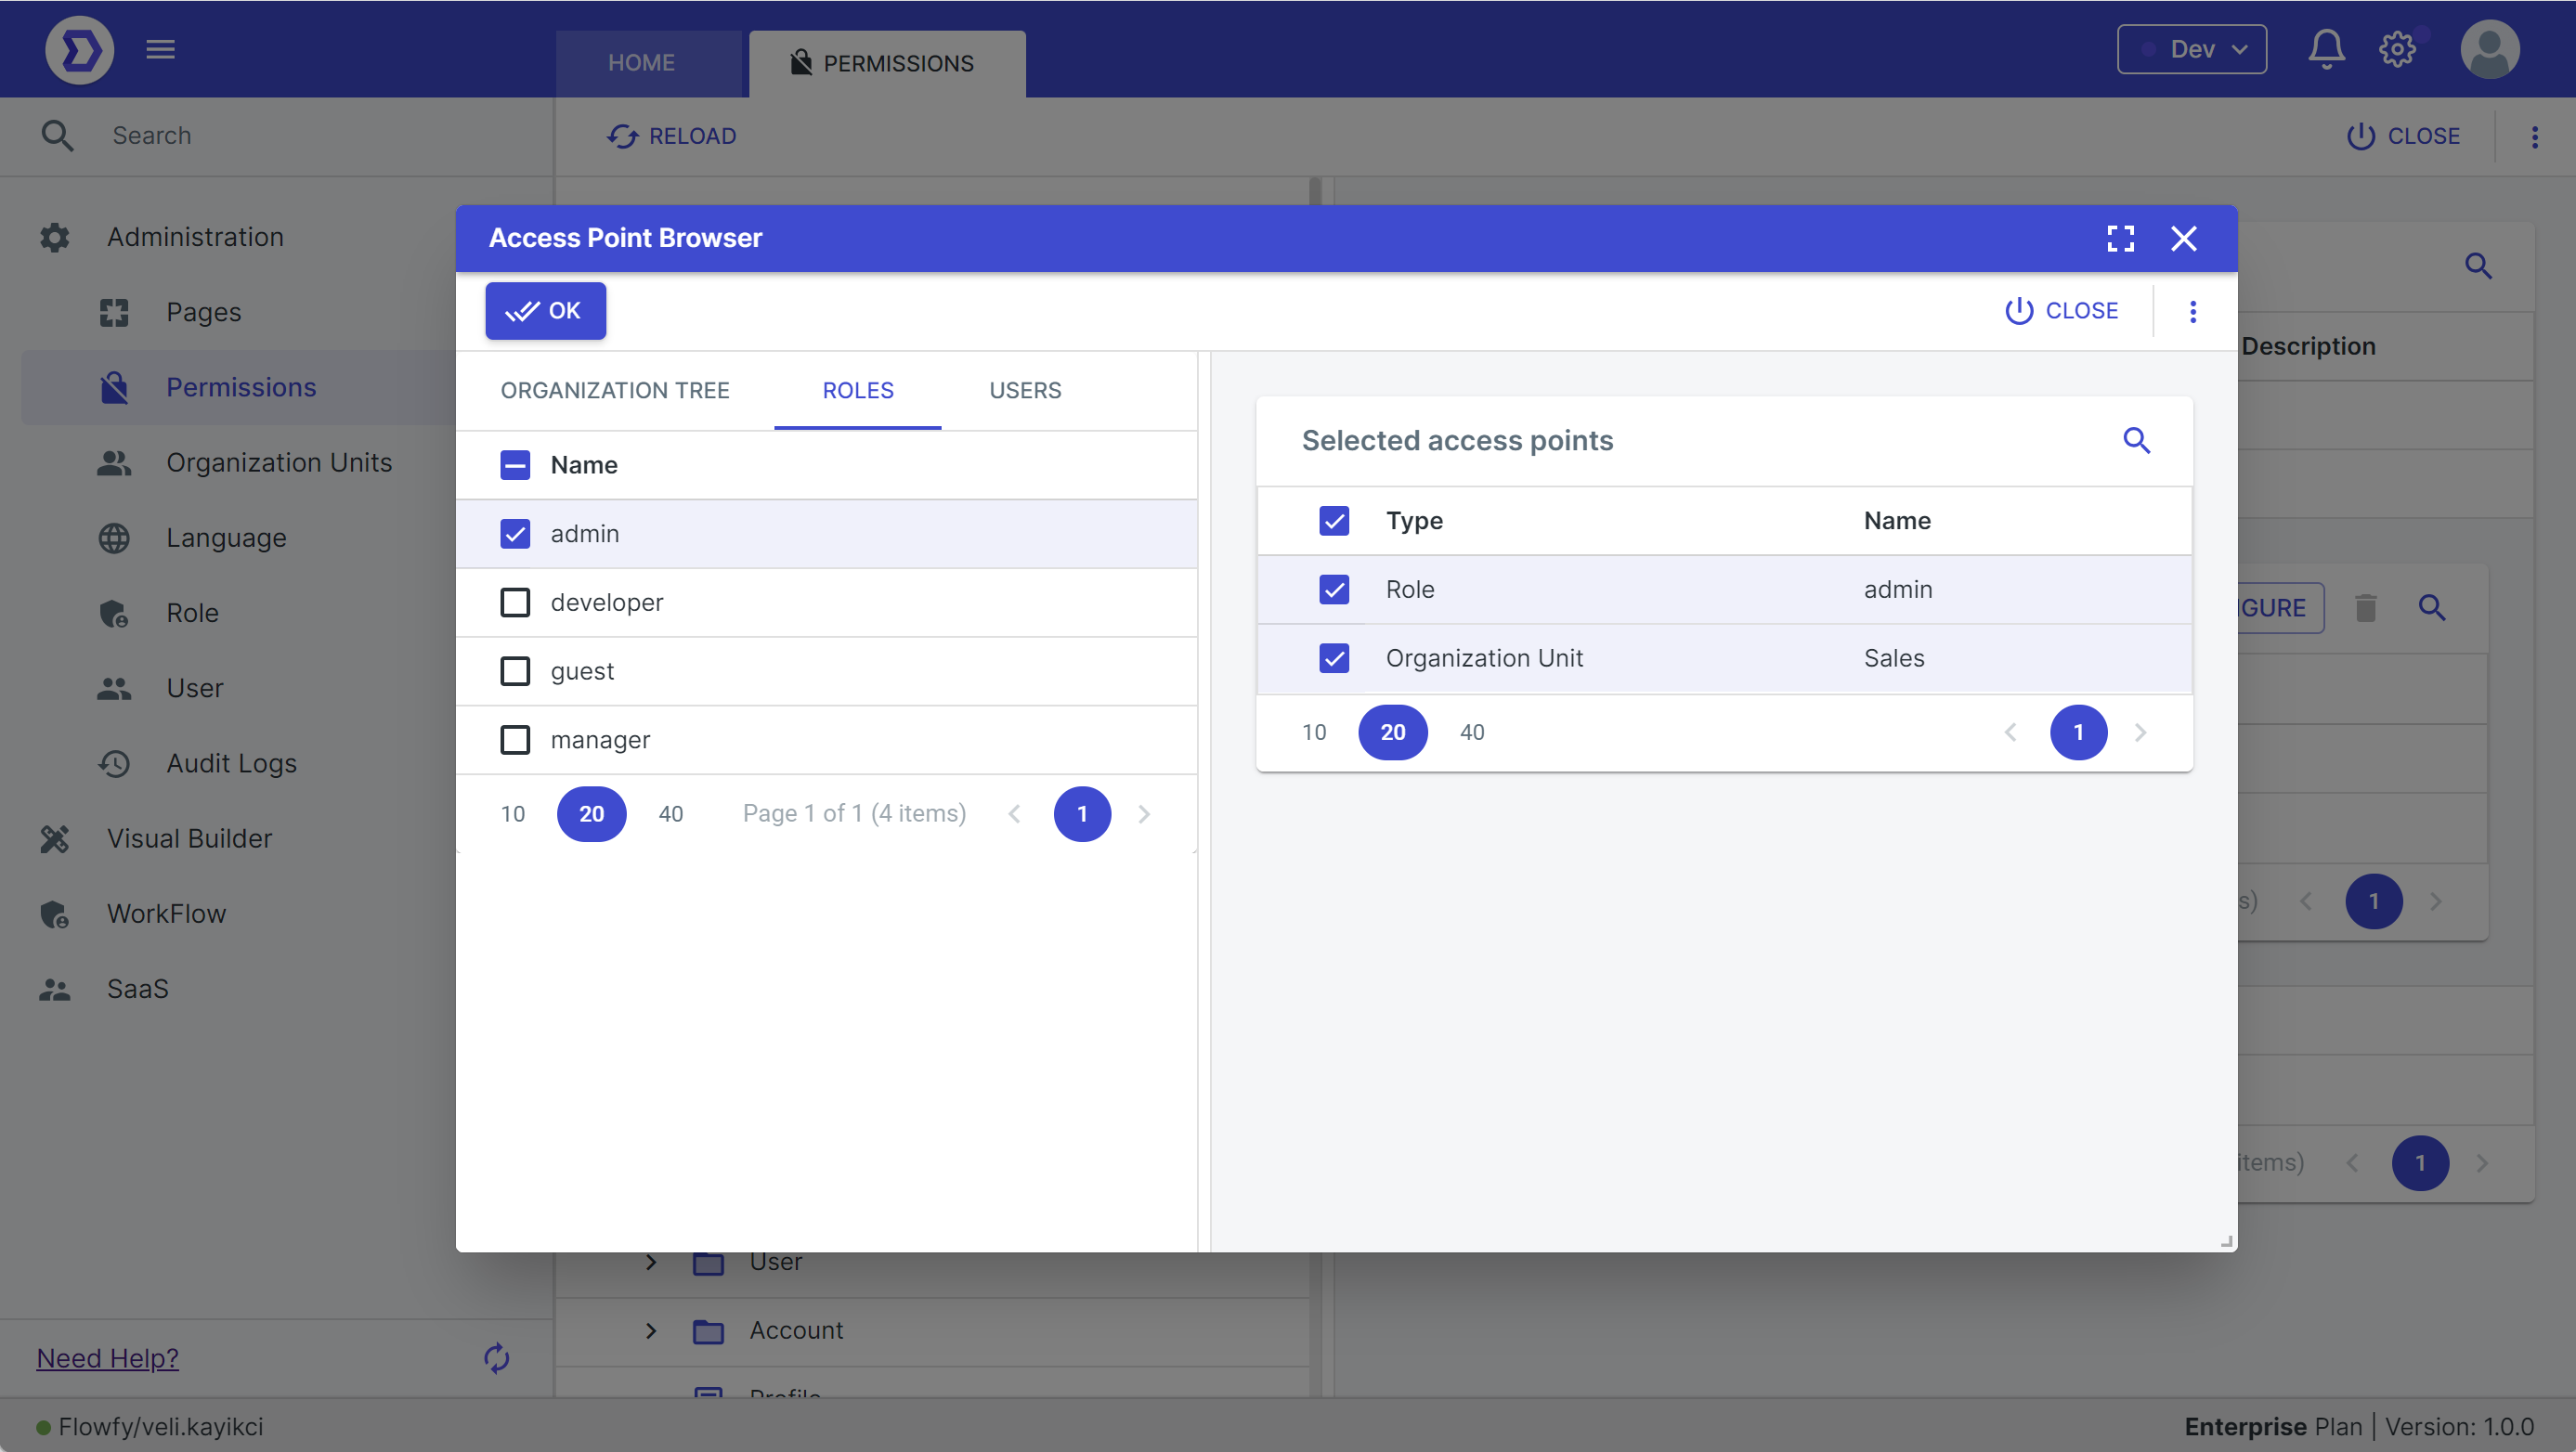 HOME
PERMISSIONS
Dev
Search
RELOAD
CLOSE
Administration
Pages
Permissions
Organization Units
Language
Role
User
Audit Logs
Visual Builder
WorkFlow
SaaS
Need Help?
Access Point Browser
OK
CLOSE
ORGANIZATION TREE ROLES USERS
Name
admin
developer
guest
manager
10 20 40 Page 1 of 1 (4 items) 1
Selected access points
Type Name
Role admin
Organization Unit Sales
10 20 40 1
Description
GURE
s) 1
items) 1
User
Account
Profile
Flowfy/veli.kayikci
Enterprise Plan | Version: 1.0.0